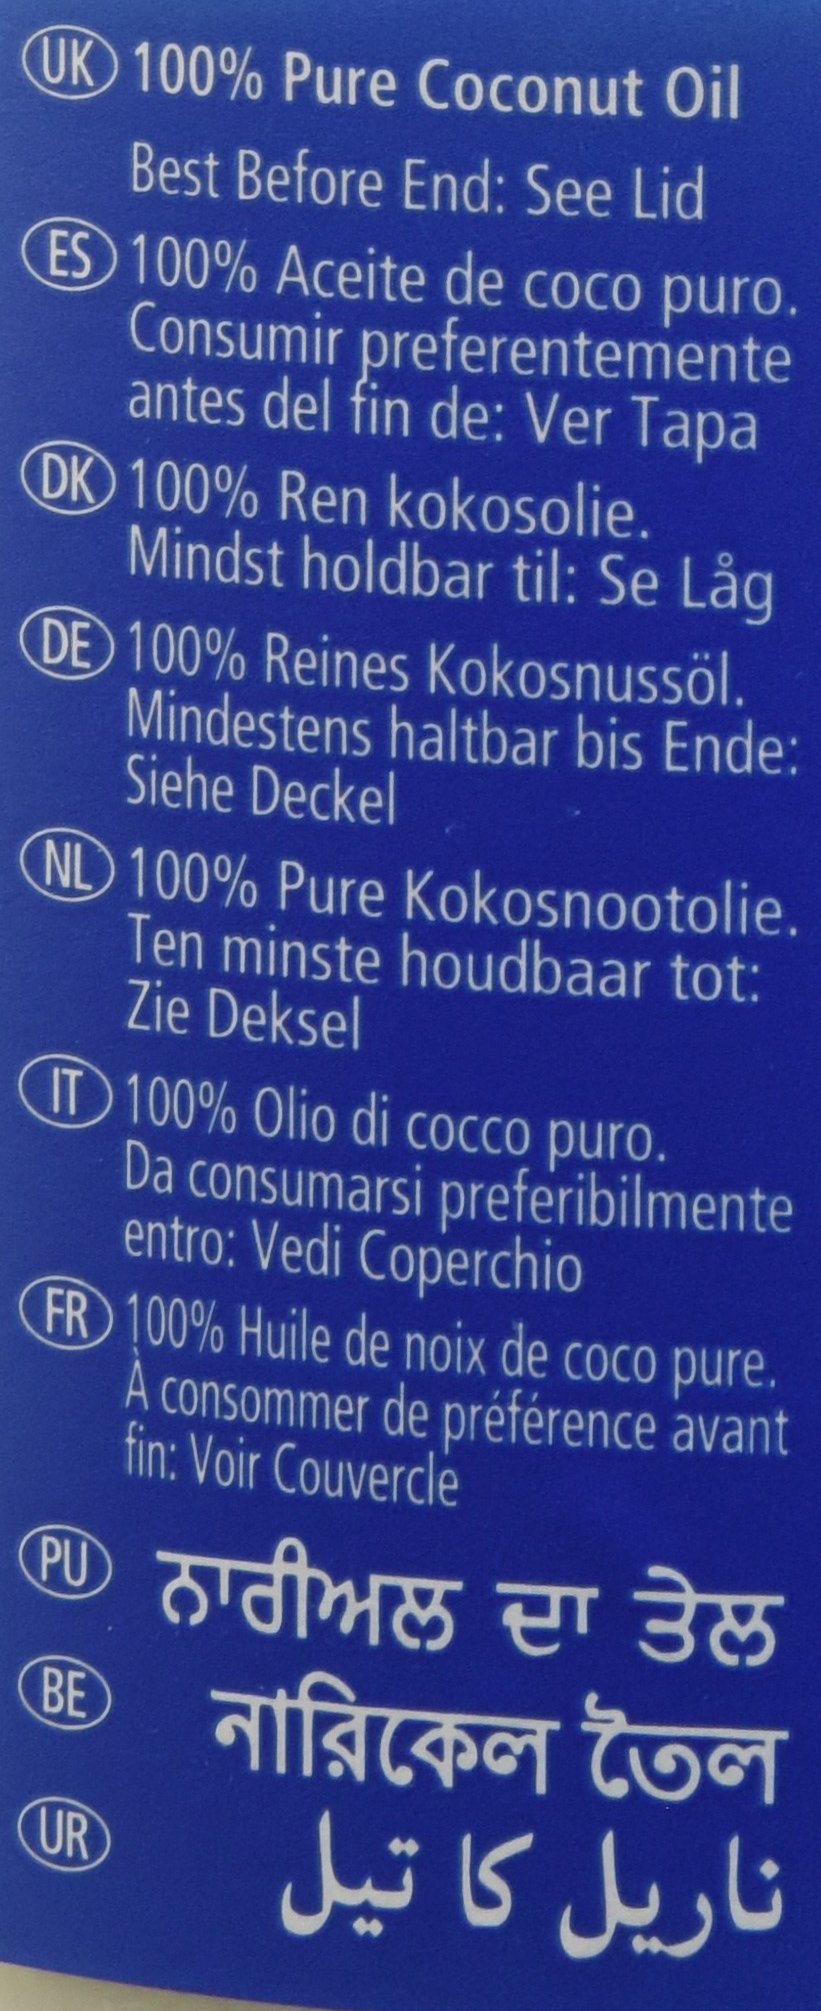 UK 100% Pure Coconut Oil
Best Before End: See Lid
ES 100% Aceite de coco puro.
Consumir preferentemente
antes del fin de: Ver Tapa
DK 100% Ren kokosolie.
Mindst holdbar til: Se Låg
DE 100% Reines Kokosnussöl.
Mindestens haltbar bis Ende:
Siehe Deckel
NL 100% Pure Kokosnootolie.
Ten minste houdbaar tot:
Zie Deksel
IT 100% Olio di cocco puro.
Da consumarsi preferibilmente
entro: Vedi Coperchio
FR 100% Huile de noix de coco pure.
À consommer de préférence avant
fin: Voir Couvercle
PU ਨਾਰੀਅਲ ਦਾ ਤੇਲ
BE নারিকেল তৈল
UR ناریل کا تیل